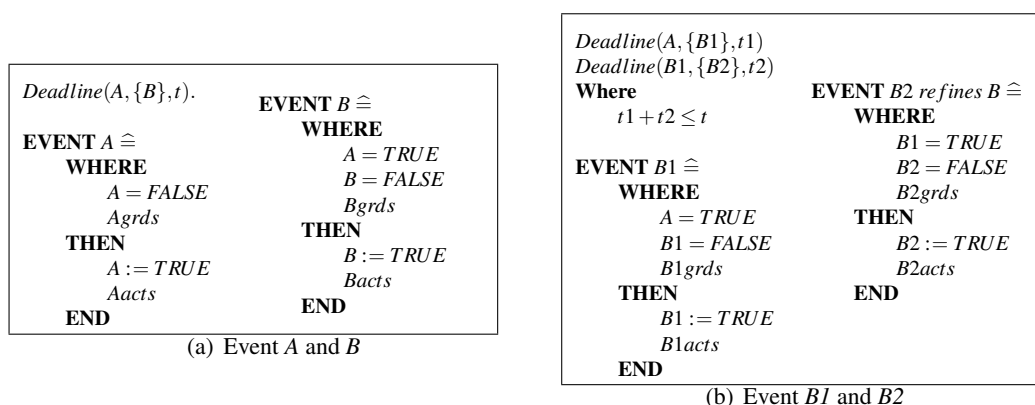 Deadline(A,{B},t).
EVENT A ≙
WHERE
A = FALSE
Agrds
THEN
A := TRUE
Aacts
END
EVENT B ≙
WHERE
A = TRUE
B = FALSE
Bgrds
THEN
B := TRUE
Bacts
END
(a) Event A and B
Deadline(A,{B1},t1)
Deadline(B1,{B2},t2)
Where
t1+t2 ≤ t
EVENT B1 ≙
WHERE
A = TRUE
B1 = FALSE
B1grds
THEN
B1 := TRUE
B1acts
END
EVENT B2 refines B ≙
WHERE
B1 = TRUE
B2 = FALSE
B2grds
THEN
B2 := TRUE
B2acts
END
(b) Event B1 and B2